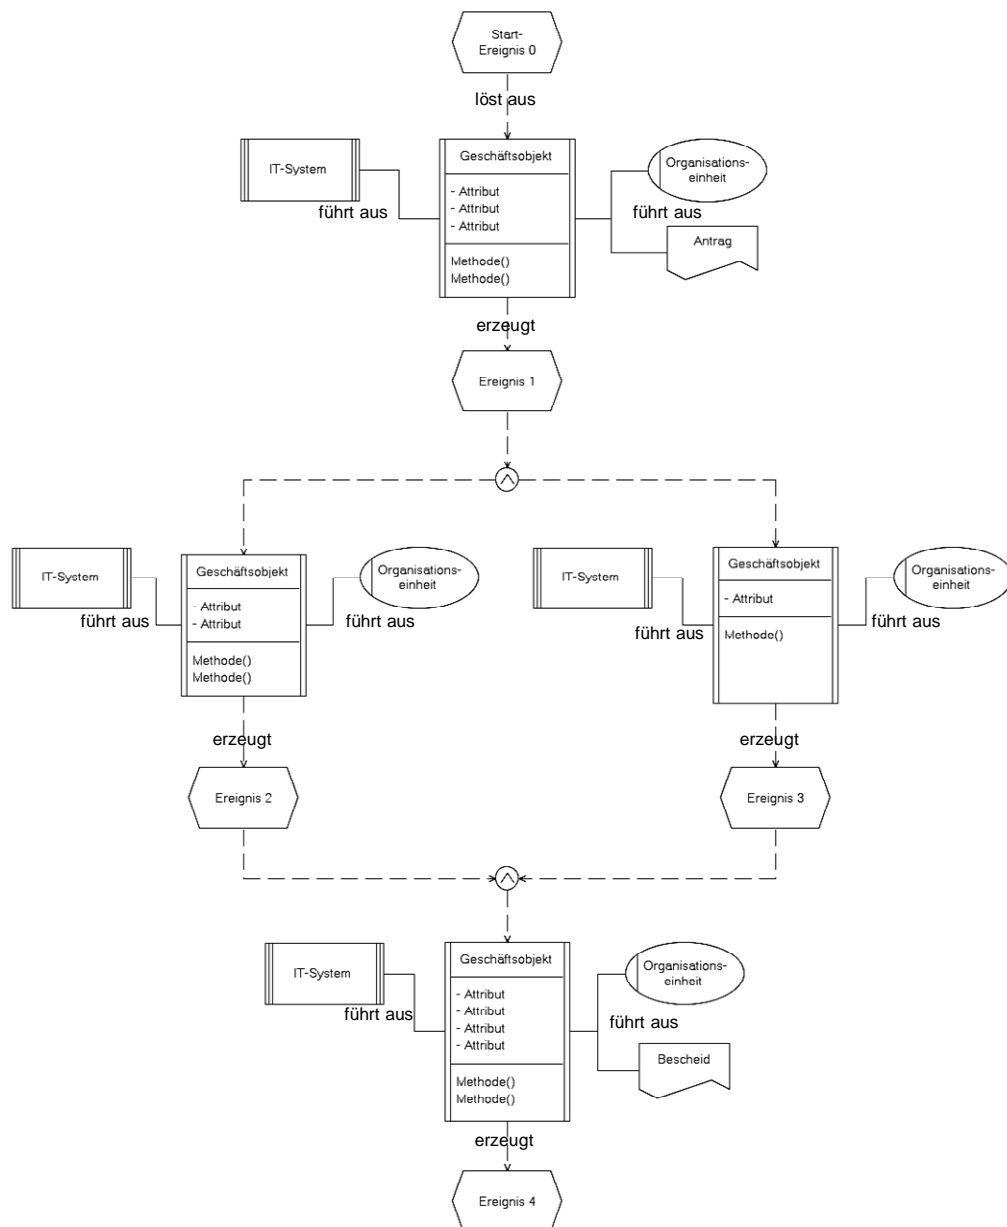 Start-
Ereignis 0
löst aus
IT-System
führt aus
Geschäftsobjekt
- Attribut
- Attribut
- Attribut
Methode()
Methode()
Organisations-
einheit
führt aus
Antrag
erzeugt
Ereignis 1
IT-System
führt aus
Geschäftsobjekt
- Attribut
- Attribut
Methode()
Methode()
Organisations-
einheit
führt aus
IT-System
führt aus
Geschäftsobjekt
- Attribut
Methode()
Organisations-
einheit
führt aus
erzeugt
erzeugt
Ereignis 2
Ereignis 3
IT-System
führt aus
Geschäftsobjekt
- Attribut
- Attribut
- Attribut
- Attribut
Methode()
Methode()
Organisations-
einheit
führt aus
Bescheid
erzeugt
Ereignis 4